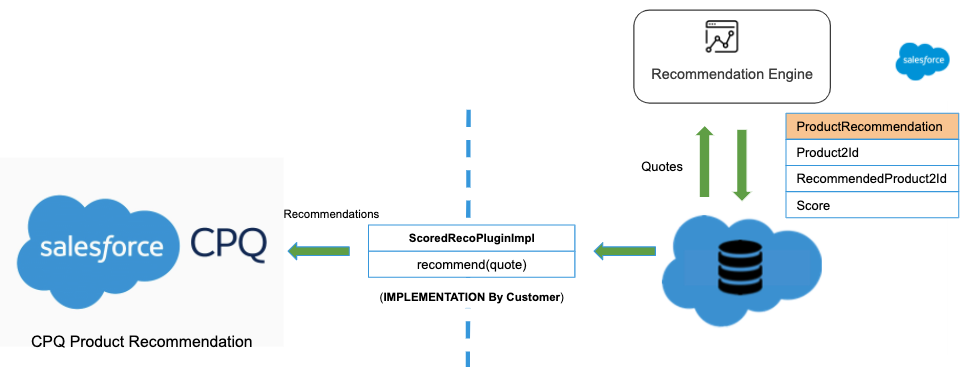 Recommendation Engine
salesforce
ProductRecommendation
Product2Id
RecommendedProduct2Id
Score
Quotes
Recommendations
salesforce CPQ
ScoredRecoPluginImpl
recommend(quote)
(IMPLEMENTATION By Customer)
CPQ Product Recommendation